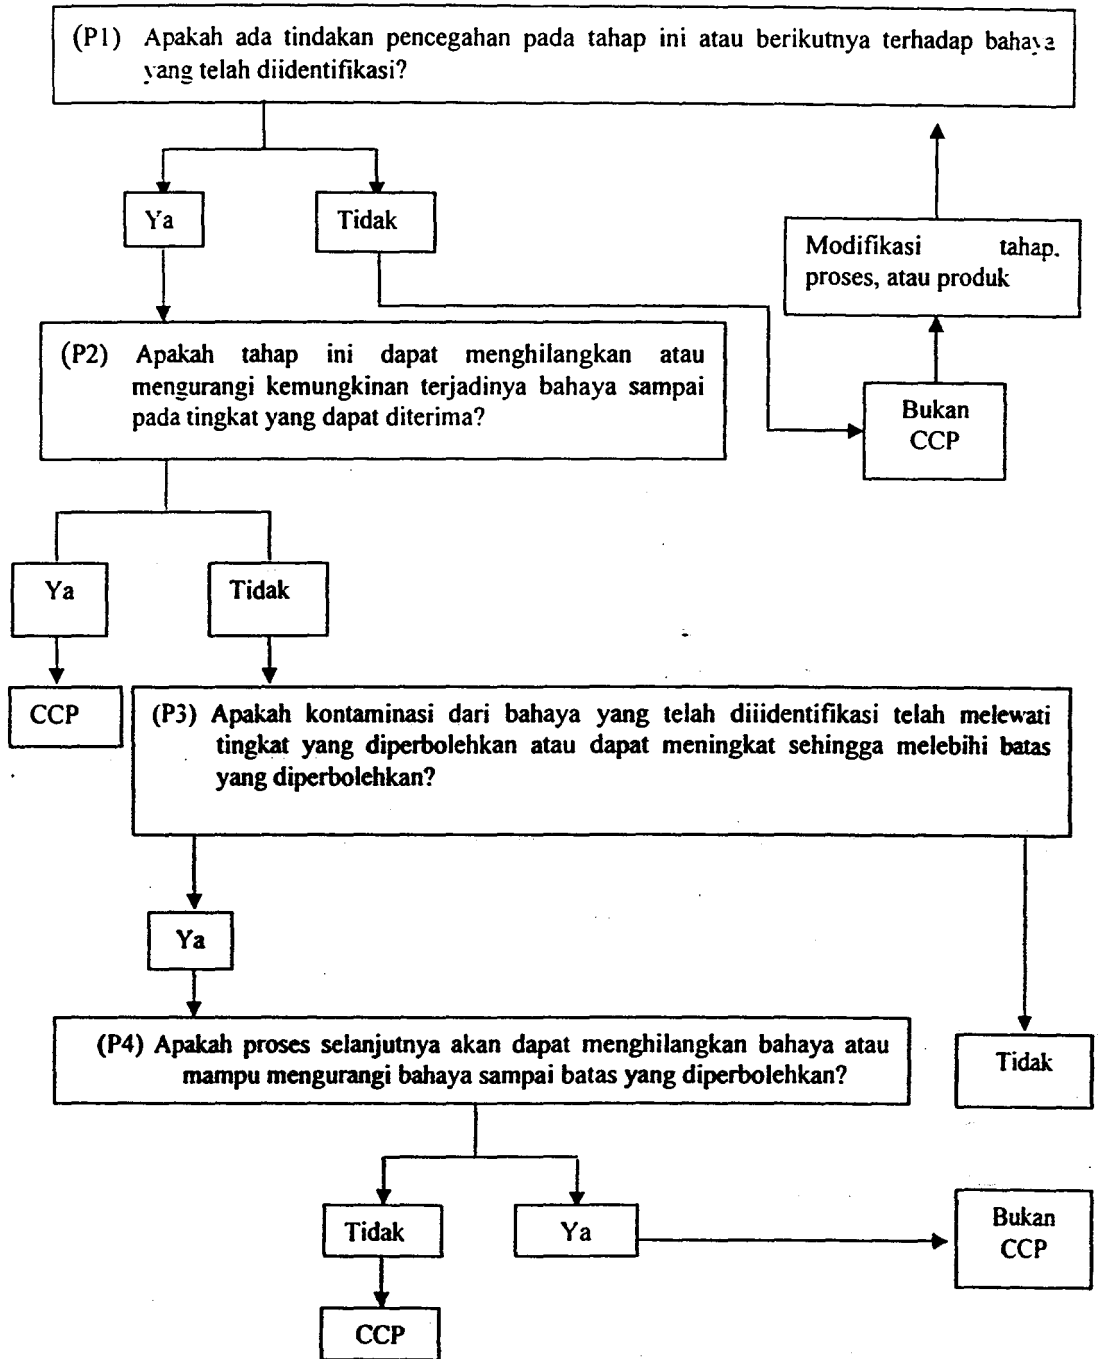 (P1) Apakah ada tindakan pencegahan pada tahap ini atau berikutnya terhadap bahaya
yang telah diidentifikasi?
Ya
Tidak
Modifikasi tahap.
proses, atau produk
(P2) Apakah tahap ini dapat menghilangkan atau
mengurangi kemungkinan terjadinya bahaya sampai
pada tingkat yang dapat diterima?
Bukan
CCP
Ya
Tidak
CCP
(P3) Apakah kontaminasi dari bahaya yang telah diiidentifikasi telah melewati
tingkat yang diperbolehkan atau dapat meningkat sehingga melebihi batas
yang diperbolehkan?
Ya
(P4) Apakah proses selanjutnya akan dapat menghilangkan bahaya atau
mampu mengurangi bahaya sampai batas yang diperbolehkan?
Tidak
Tidak
Ya
Bukan
CCP
CCP